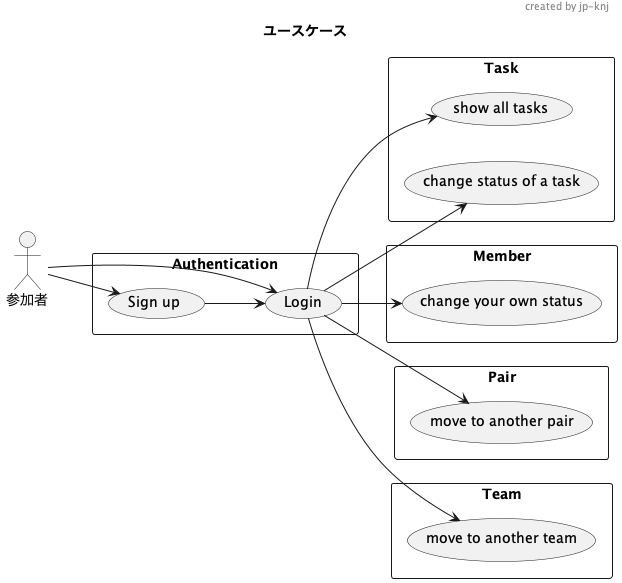 created by jp-knj
ユースケース
Task
show all tasks
change status of a task
Authentication
Member
参加者
Sign up
Login
change your own status
Pair
move to another pair
Team
move to another team